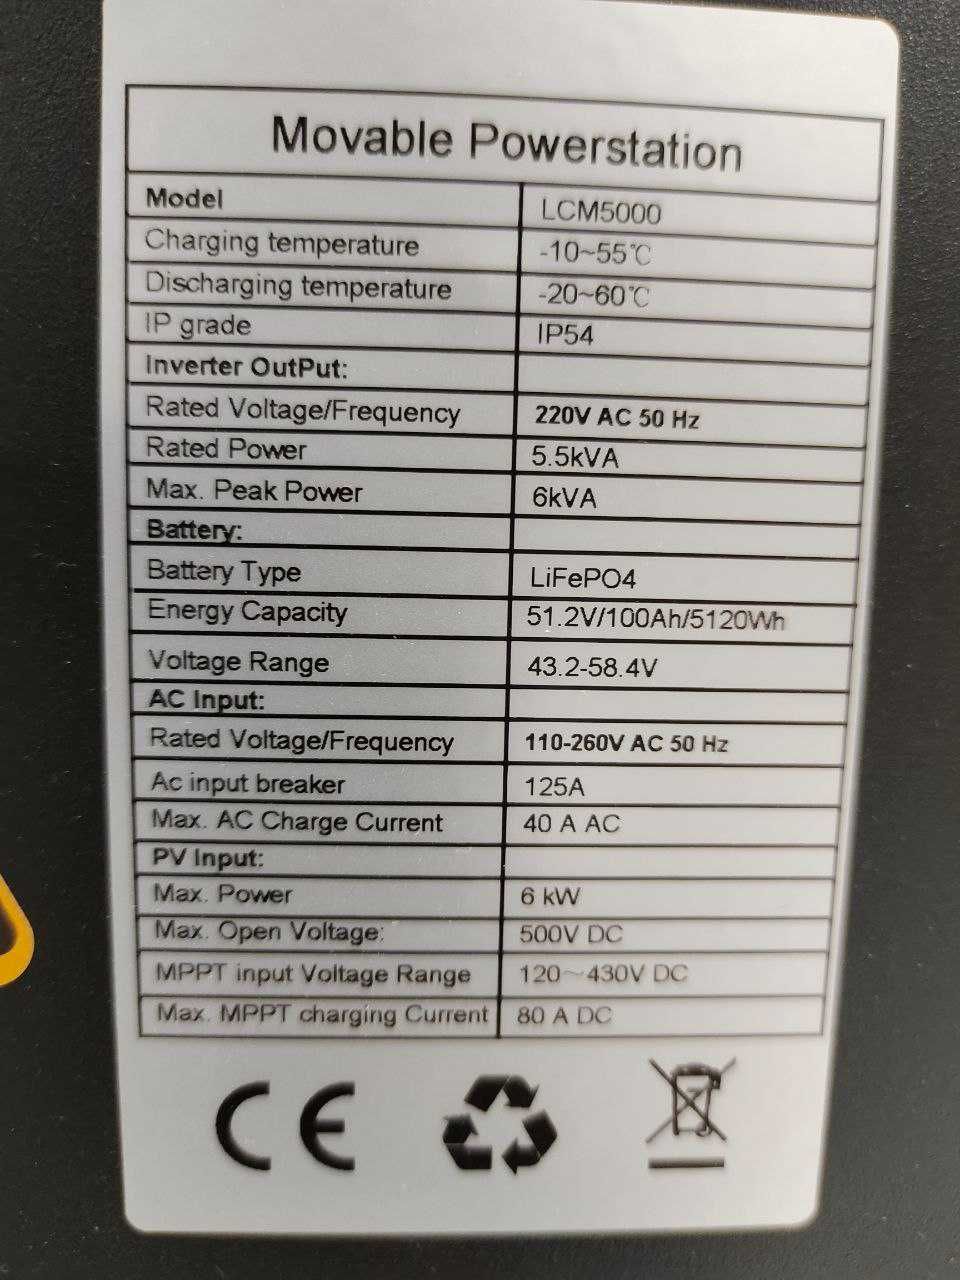 Movable Powerstation
Model LCM5000
Charging temperature -10~55℃
Discharging temperature -20~60℃
IP grade IP54
Inverter OutPut:
Rated Voltage/Frequency 220V AC 50 Hz
Rated Power 5.5kVA
Max. Peak Power 6kVA
Battery:
Battery Type LiFePO4
Energy Capacity 51.2V/100Ah/5120Wh
Voltage Range 43.2-58.4V
AC Input:
Rated Voltage/Frequency 110-260V AC 50 Hz
Ac input breaker 125A
Max. AC Charge Current 40 A AC
PV Input:
Max. Power 6 kW
Max. Open Voltage: 500V DC
MPPT input Voltage Range 120～430V DC
Max. MPPT charging Current 80 A DC
CE